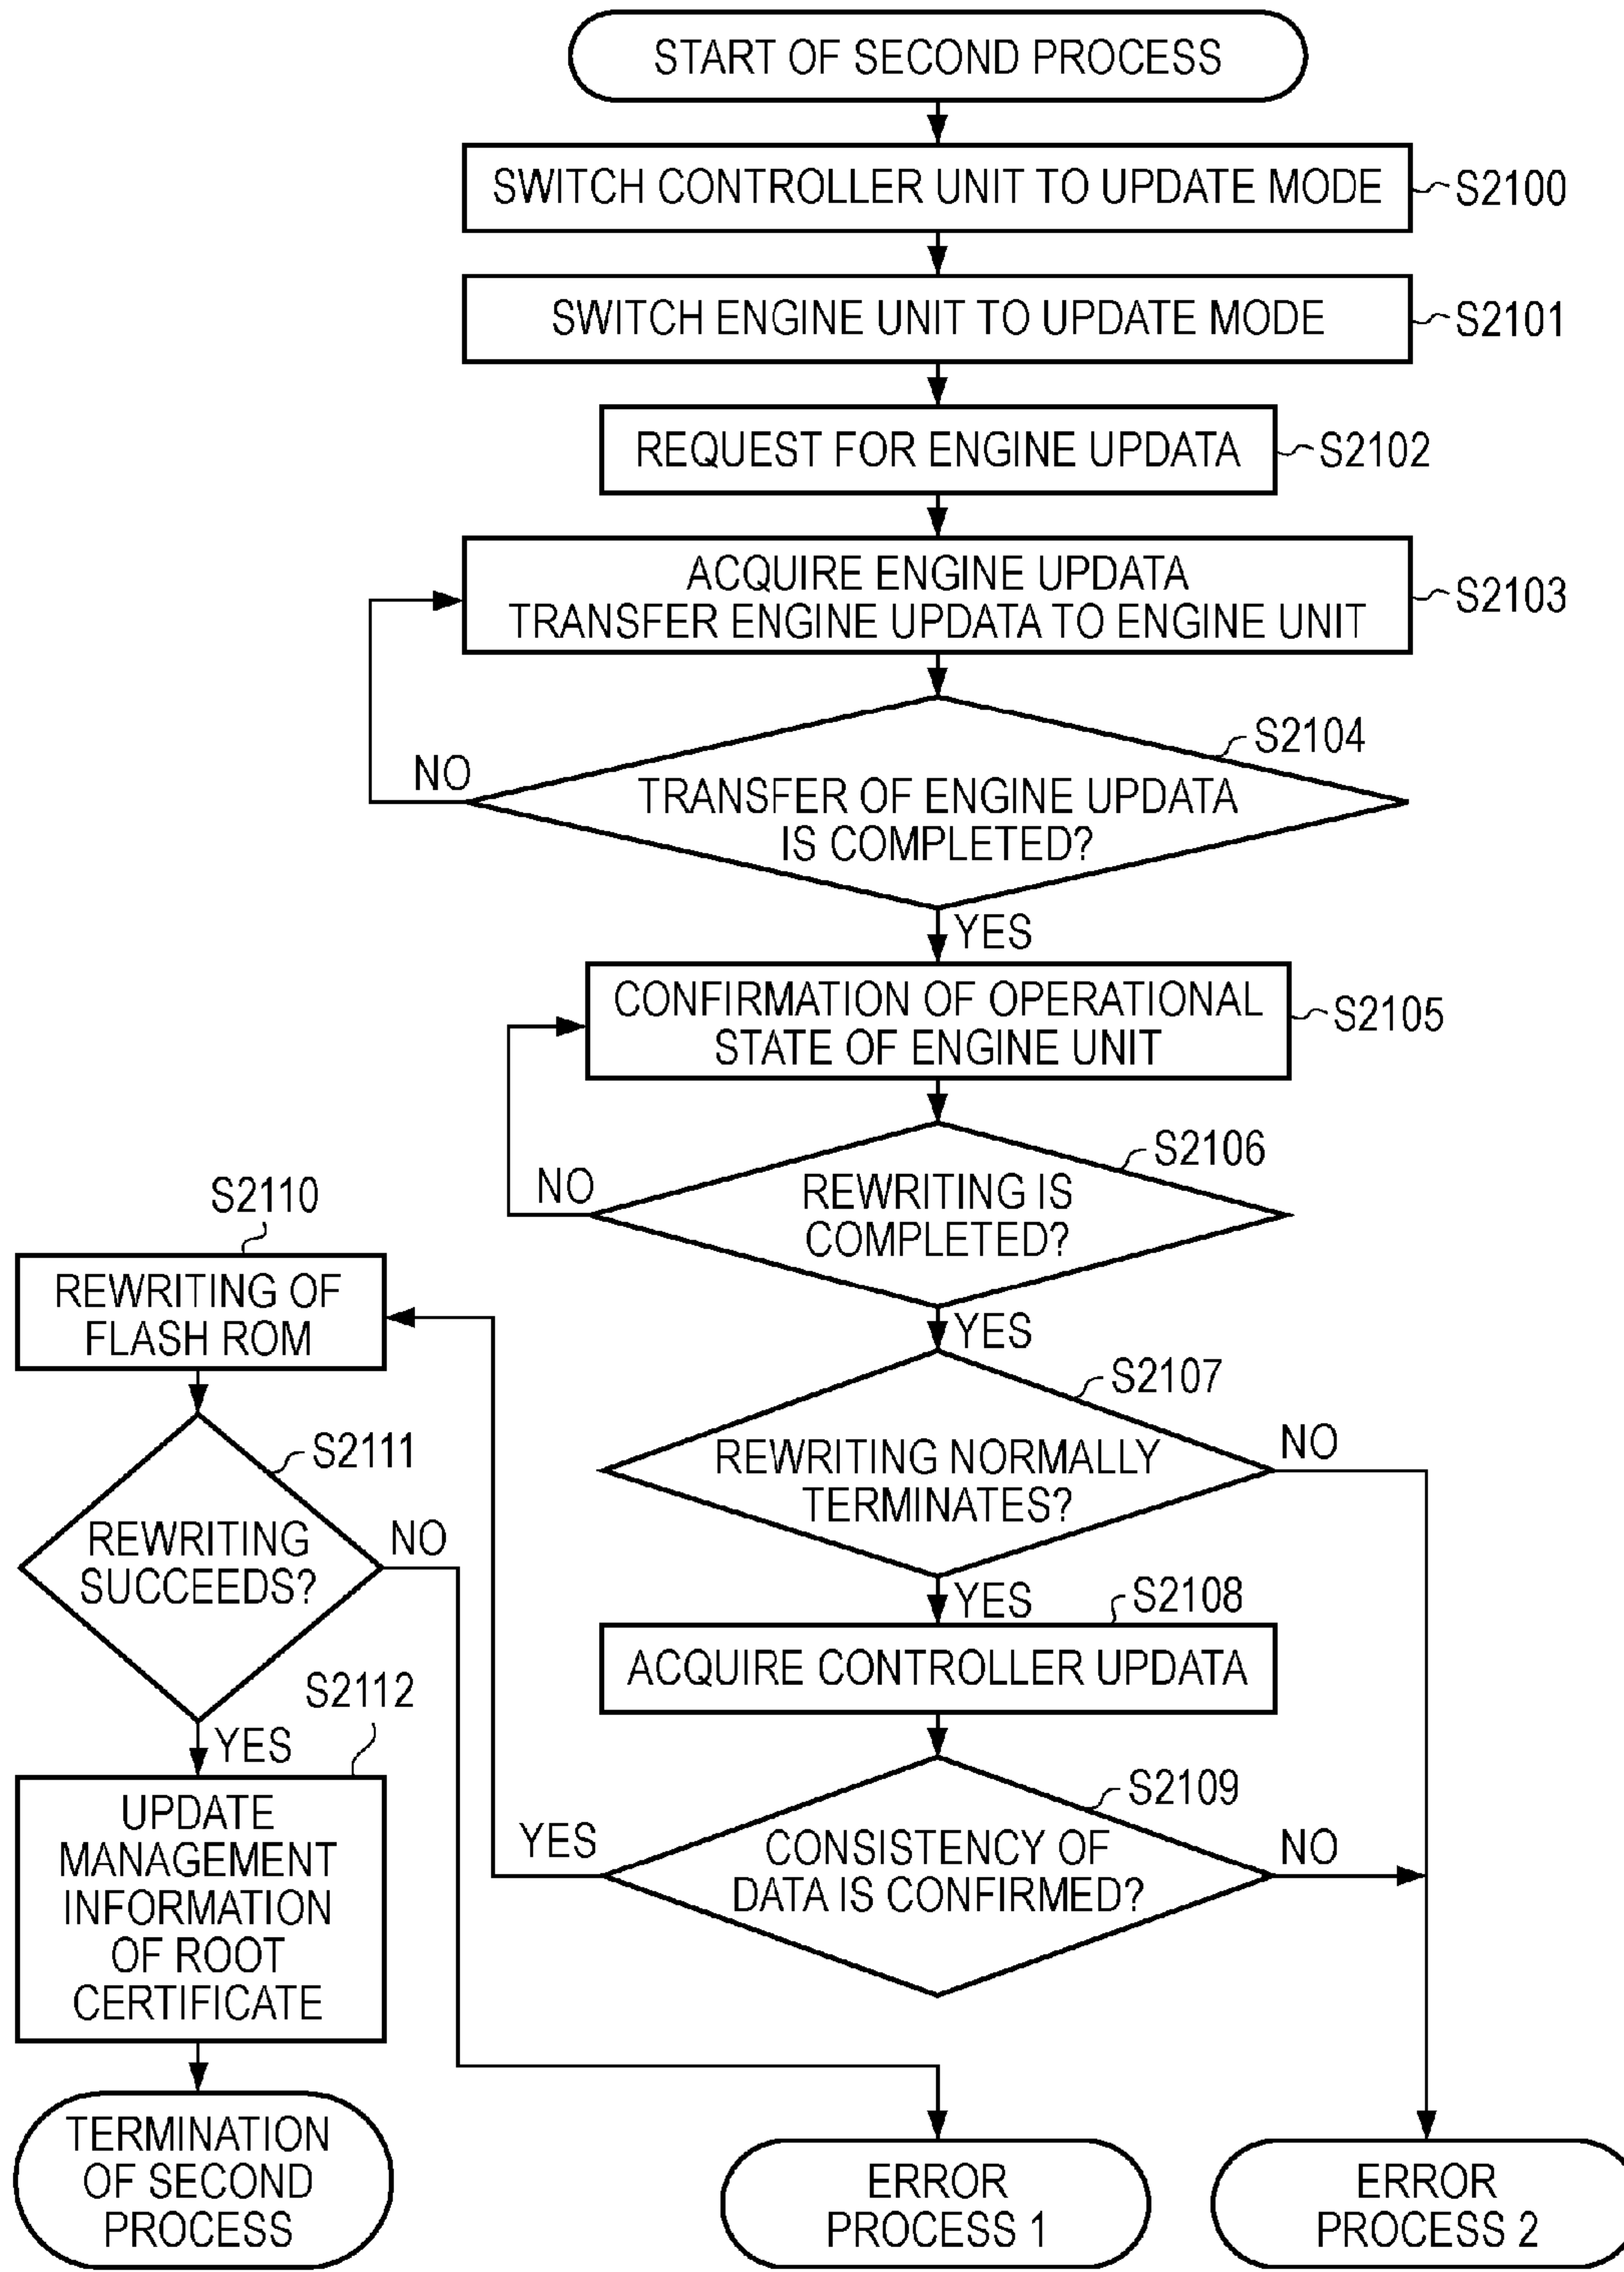 START OF SECOND PROCESS
SWITCH CONTROLLER UNIT TO UPDATE MODE
S2100
SWITCH ENGINE UNIT TO UPDATE MODE
S2101
REQUEST FOR ENGINE UPDATA
S2102
ACQUIRE ENGINE UPDATA
TRANSFER ENGINE UPDATA TO ENGINE UNIT
S2103
S2104
NO
TRANSFER OF ENGINE UPDATA
IS COMPLETED?
YES
CONFIRMATION OF OPERATIONAL
STATE OF ENGINE UNIT
S2105
S2106
NO
REWRITING IS
COMPLETED?
YES
S2107
REWRITING NORMALLY
TERMINATES?
NO
YES
S2108
ACQUIRE CONTROLLER UPDATA
S2109
CONSISTENCY OF
DATA IS CONFIRMED?
YES
NO
S2110
REWRITING OF
FLASH ROM
S2111
REWRITING
SUCCEEDS?
NO
YES
S2112
UPDATE
MANAGEMENT
INFORMATION
OF ROOT
CERTIFICATE
TERMINATION
OF SECOND
PROCESS
ERROR
PROCESS 1
ERROR
PROCESS 2